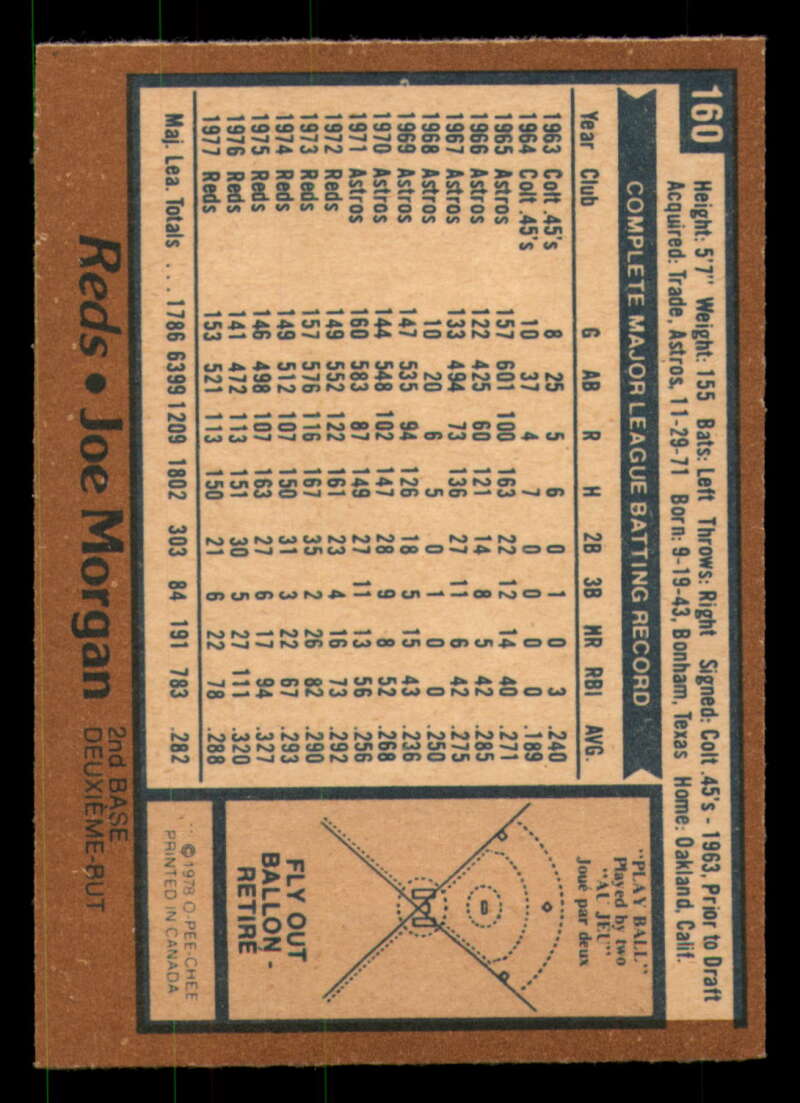 160
Height: 5'7" Weight: 155 Bats: Left Throws: Right Signed: Colt .45's - 1963, Prior to Draft
Acquired: Trade, Astros, 11-29-71 Born: 9-19-43, Bonham, Texas Home: Oakland, Calif.
COMPLETE MAJOR LEAGUE BATTING RECORD
Year Club G AB R H 2B 3B HR RBI AVG.
1963 Colt .45's 8 25 5 6 0 1 0 3 .240
1964 Colt .45's 10 37 4 7 0 0 0 0 .189
1965 Astros 157 601 100 163 22 12 14 40 .271
1966 Astros 122 425 60 121 14 8 5 42 .285
1967 Astros 133 494 73 136 27 11 6 42 .275
1968 Astros 10 20 6 5 0 1 0 0 .250
1969 Astros 147 535 94 126 18 5 15 43 .236
1970 Astros 144 548 102 147 28 9 8 52 .268
1971 Astros 160 583 87 149 27 11 13 56 .256
1972 Reds 149 552 122 161 23 4 16 73 .292
1973 Reds 157 576 116 167 35 2 26 82 .290
1974 Reds 149 512 107 150 31 3 22 67 .293
1975 Reds 146 498 107 163 27 6 17 94 .327
1976 Reds 141 472 113 151 30 5 27 111 .320
1977 Reds 153 521 113 150 21 6 22 78 .288
Maj. Lea. Totals ... 1786 6399 1209 1802 303 84 191 783 .282
"PLAY BALL"
Played by two
"AU JEU"
Joué par deux
FLY OUT
BALLON -
RETIRÉ
© 1978 O-PEE-CHEE
PRINTED IN CANADA
Reds • Joe Morgan
2nd BASE
DEUXIÈME-BUT